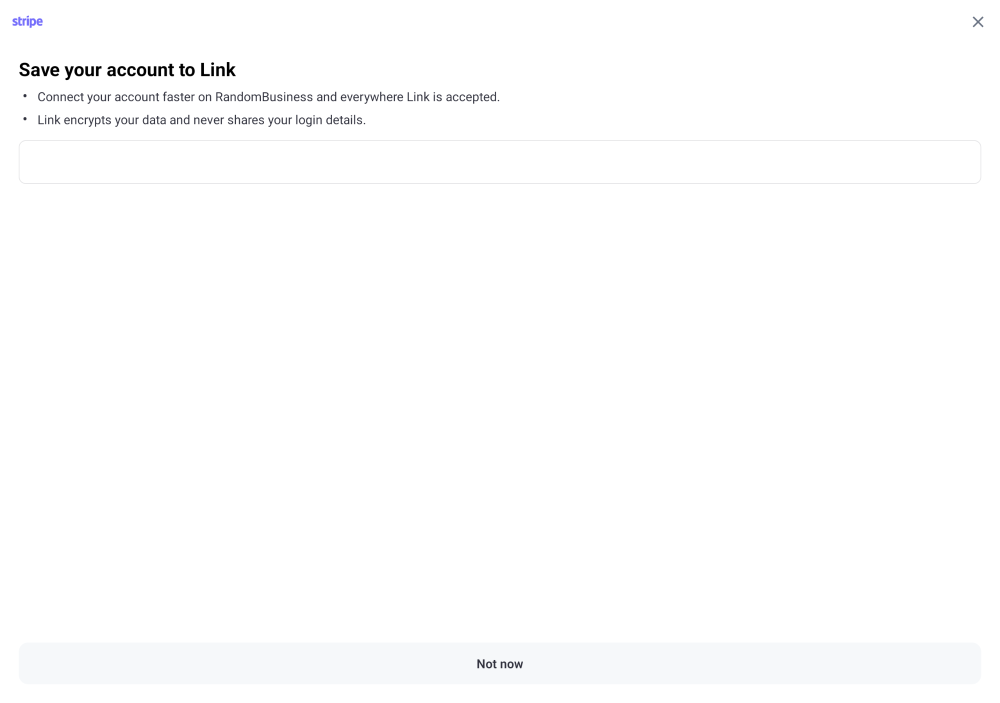 stripe
Save your account to Link
• Connect your account faster on RandomBusiness and everywhere Link is accepted.
• Link encrypts your data and never shares your login details.
Not now